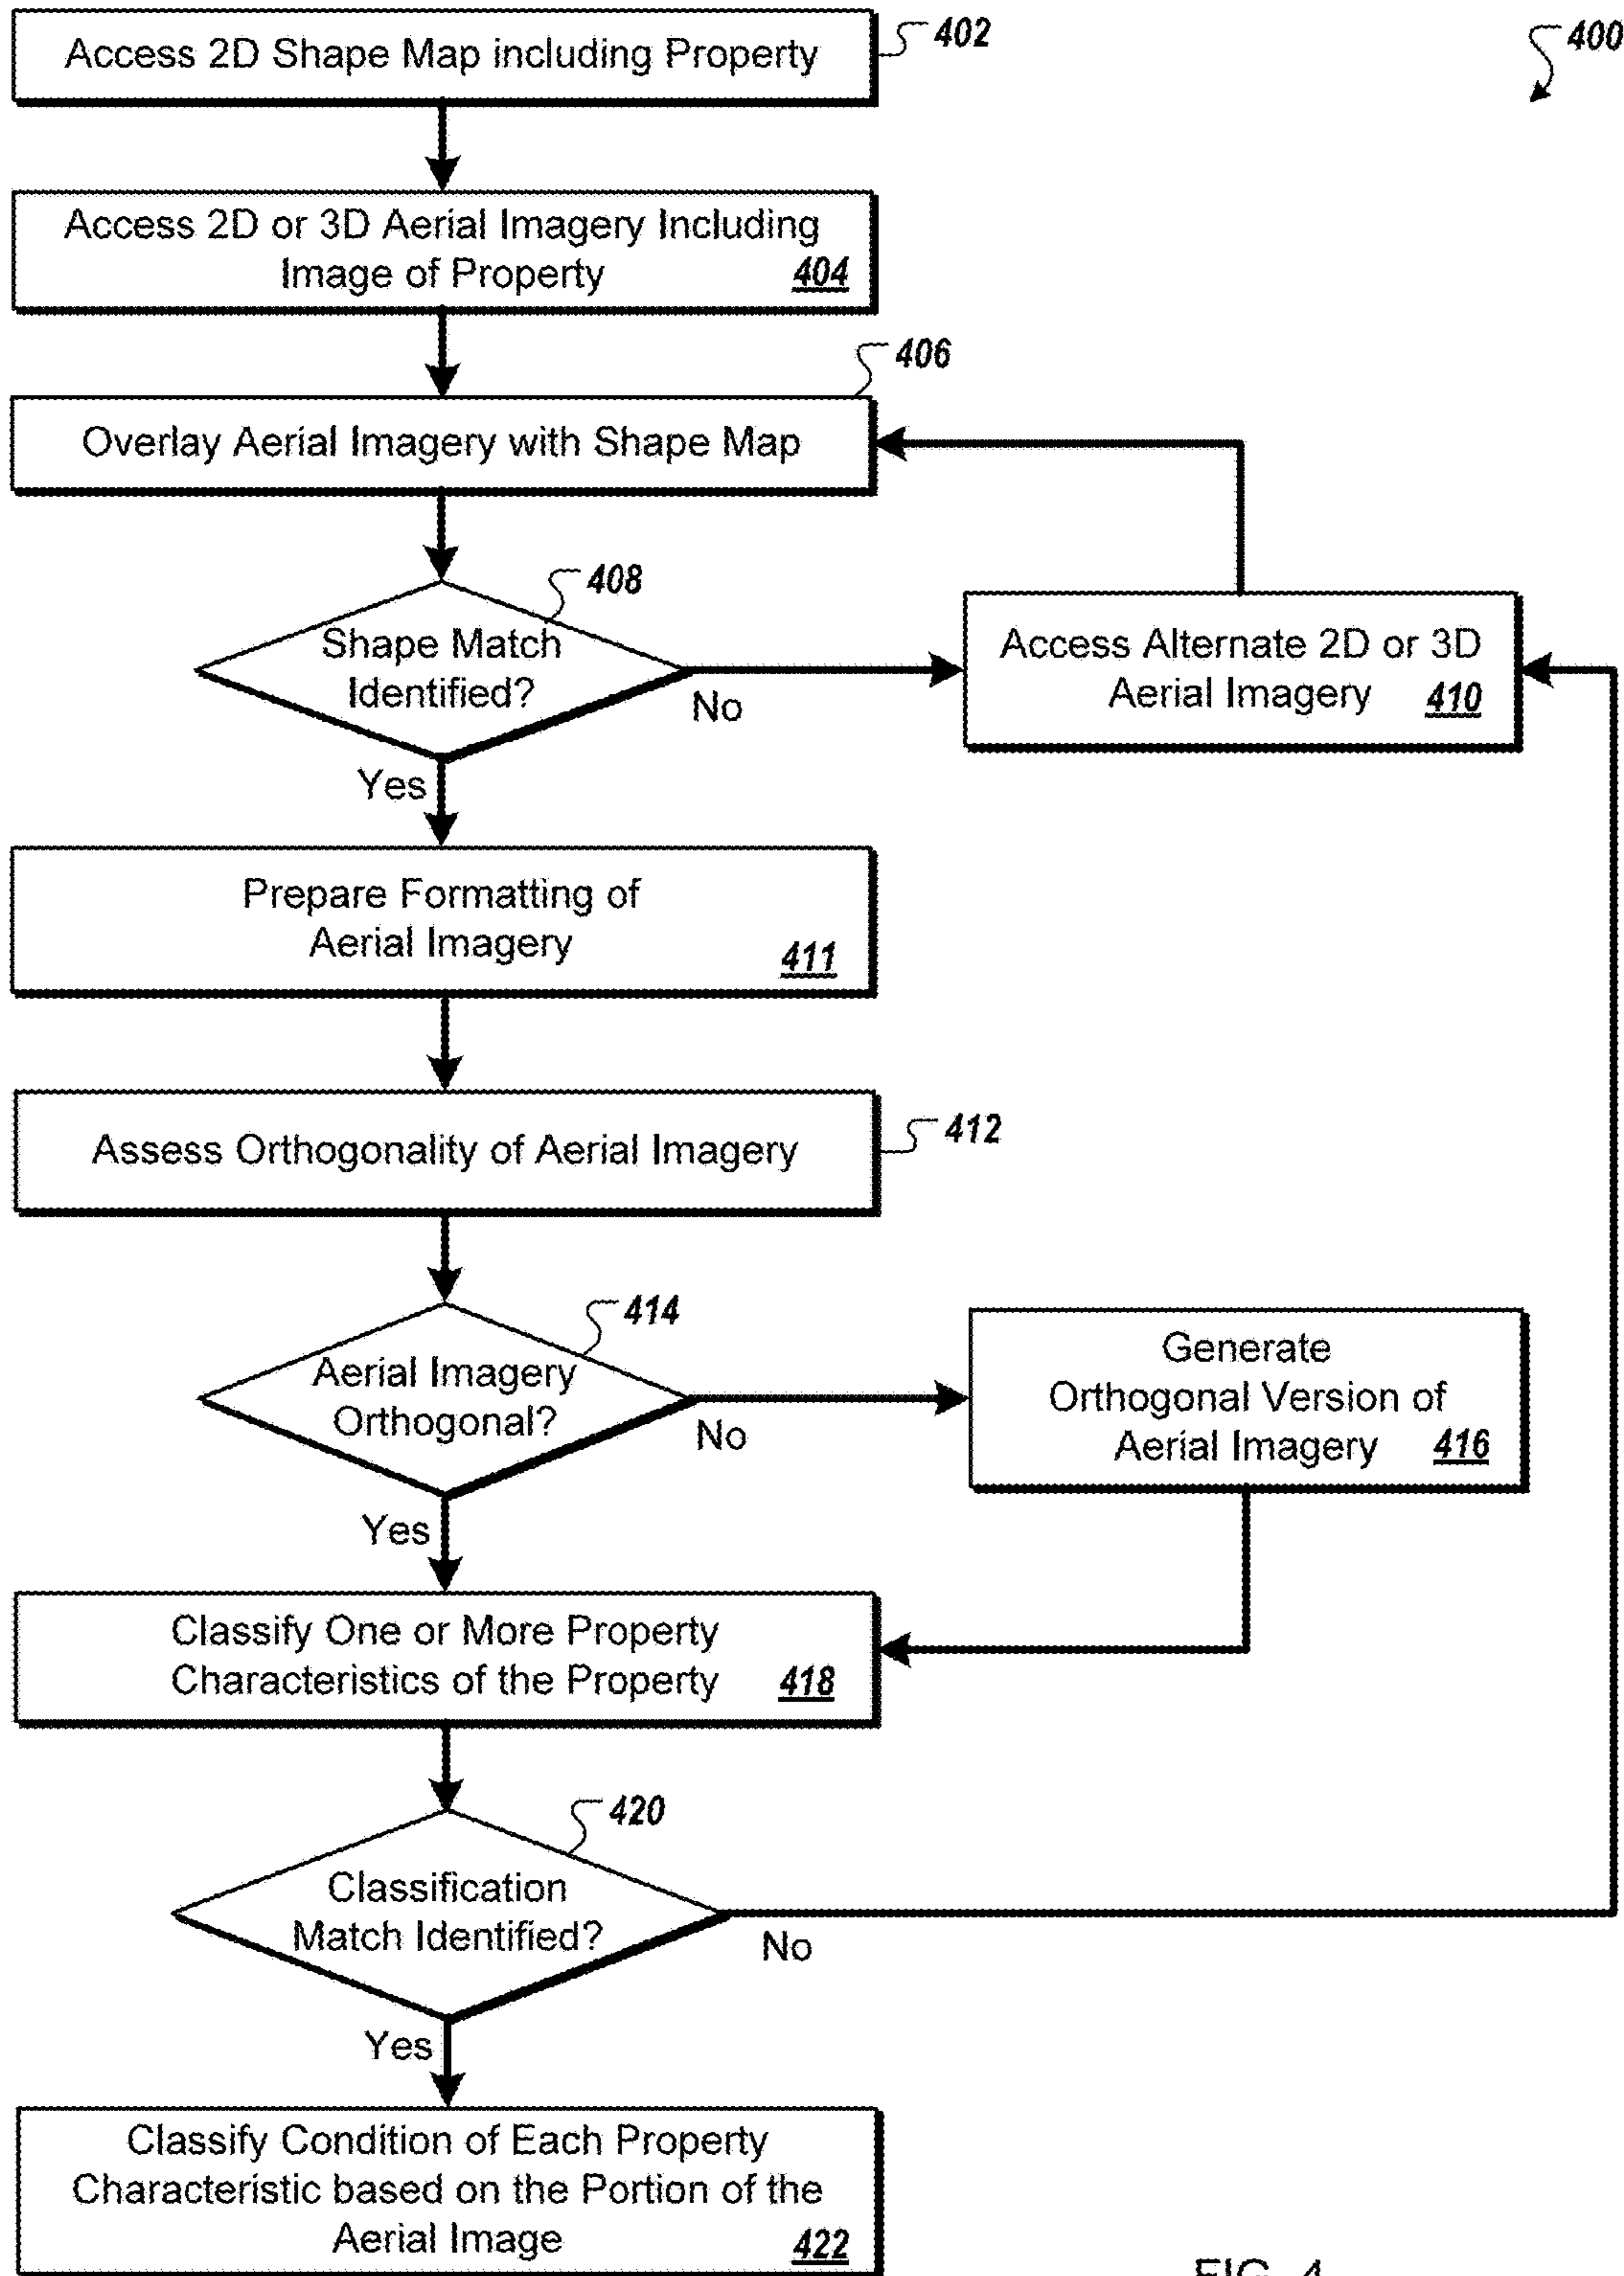 Access 2D Shape Map including Property
402
400
Access 2D or 3D Aerial Imagery Including
Image of Property 404
406
Overlay Aerial Imagery with Shape Map
408
Shape Match
Identified?
No
Yes
Access Alternate 2D or 3D
Aerial Imagery 410
Prepare Formatting of
Aerial Imagery
411
Assess Orthogonality of Aerial Imagery
412
414
Aerial Imagery
Orthogonal?
No
Yes
Generate
Orthogonal Version of
Aerial Imagery 416
Classify One or More Property
Characteristics of the Property 418
420
Classification
Match Identified?
No
Yes
Classify Condition of Each Property
Characteristic based on the Portion of the
Aerial Image 422
FIG. 4